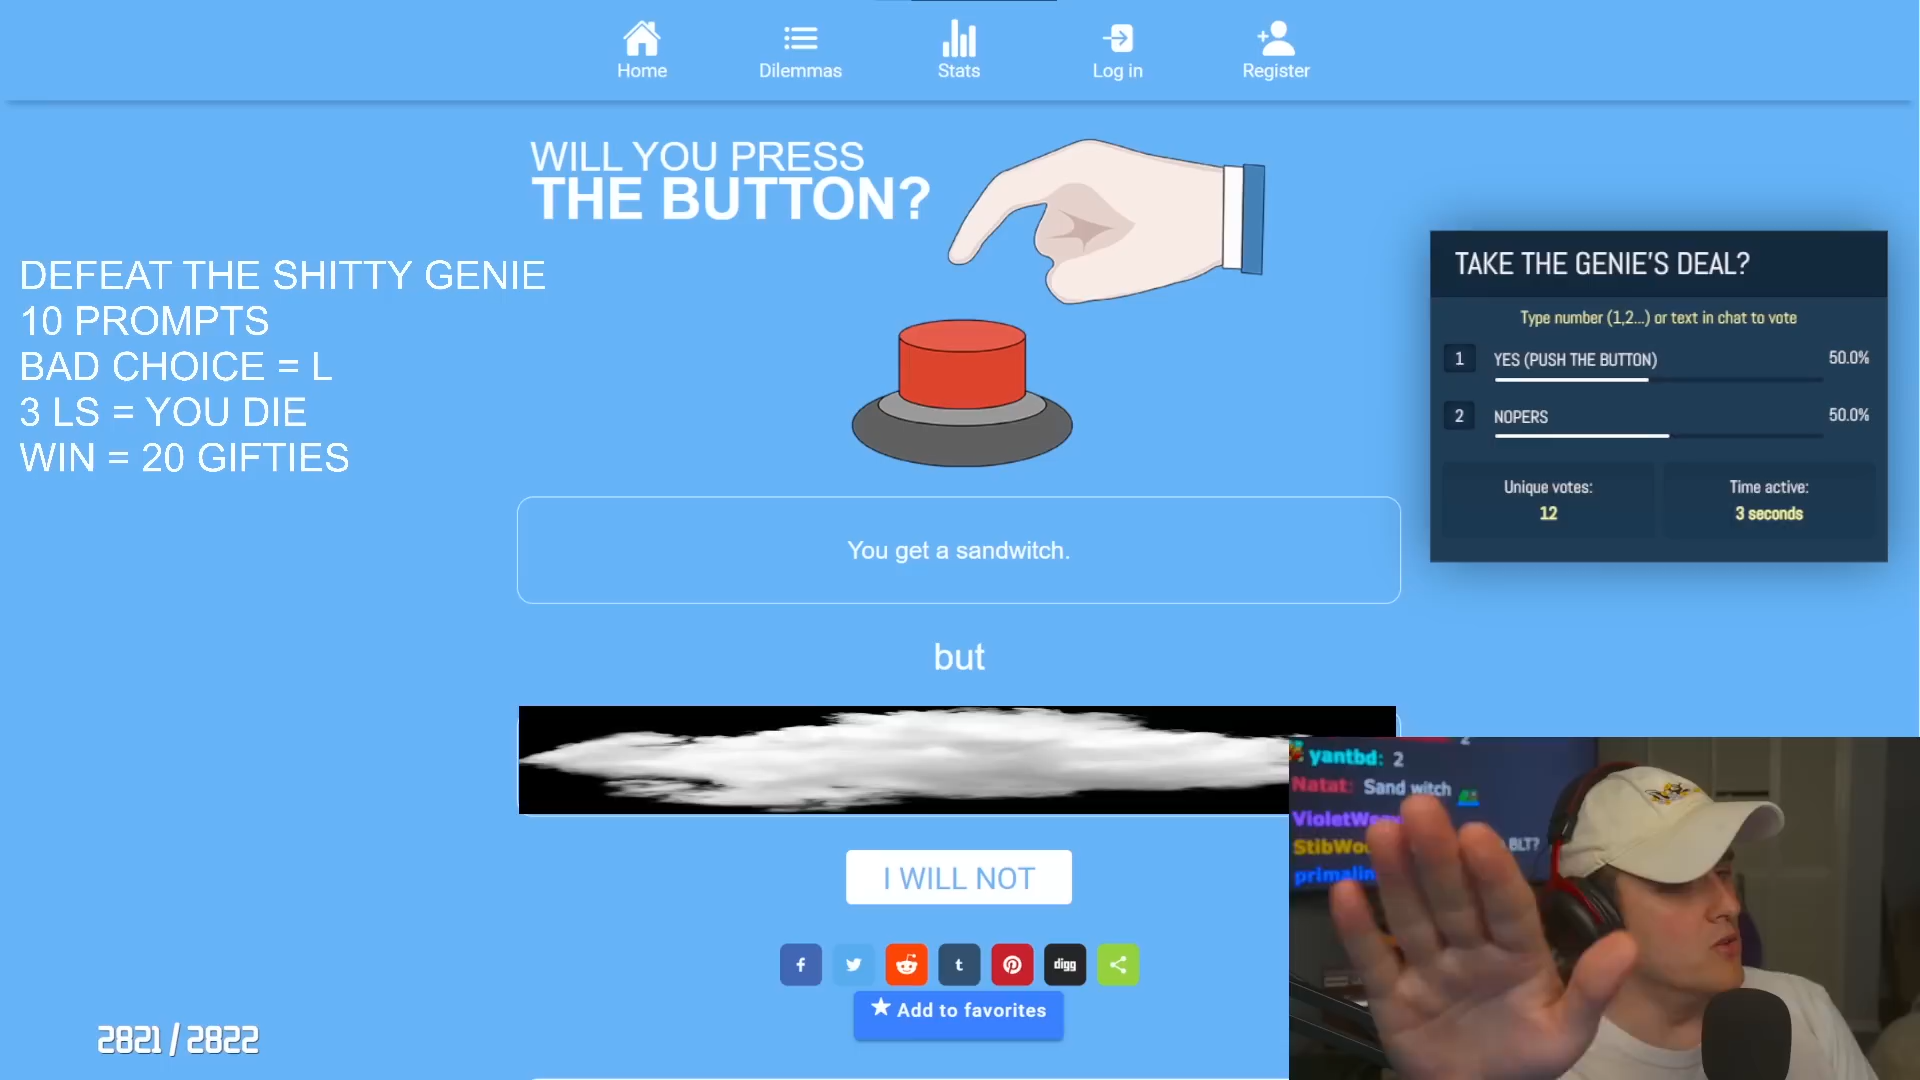 Home
Dilemmas
Stats
Log in
Register
WILL YOU PRESS
THE BUTTON?
DEFEAT THE SHITTY GENIE
10 PROMPTS
BAD CHOICE = L
3 LS = YOU DIE
WIN = 20 GIFTIES
TAKE THE GENIE'S DEAL?
Type number (1,2...) or text in chat to vote
1 YES (PUSH THE BUTTON) 50.0%
2 NOPERS 50.0%
Unique votes: Time active:
12 3 seconds
You get a sandwitch.
but
I WILL NOT
f t digg
Add to favorites
2821 / 2822
2
yantbd: 2
Natat: Sand witch
BLT?